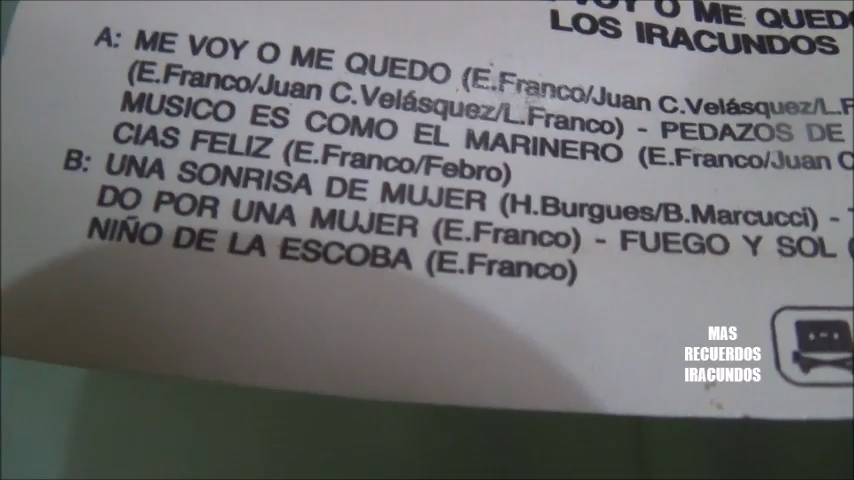 VOY O ME QUEDO
LOS IRACUNDOS
A: ME VOY O ME QUEDO (E.Franco/Juan C.Velásquez/L.F
(E.Franco/Juan C.Velásquez/L.Franco) - PEDAZOS DE
MUSICO ES COMO EL MARINERO (E.Franco/Juan C
CIAS FELIZ (E.Franco/Febro)
B: UNA SONRISA DE MUJER (H.Burgues/B.Marcucci) - T
DO POR UNA MUJER (E.Franco) - FUEGO Y SOL (
NIÑO DE LA ESCOBA (E.Franco)
MAS
RECUERDOS
IRACUNDOS